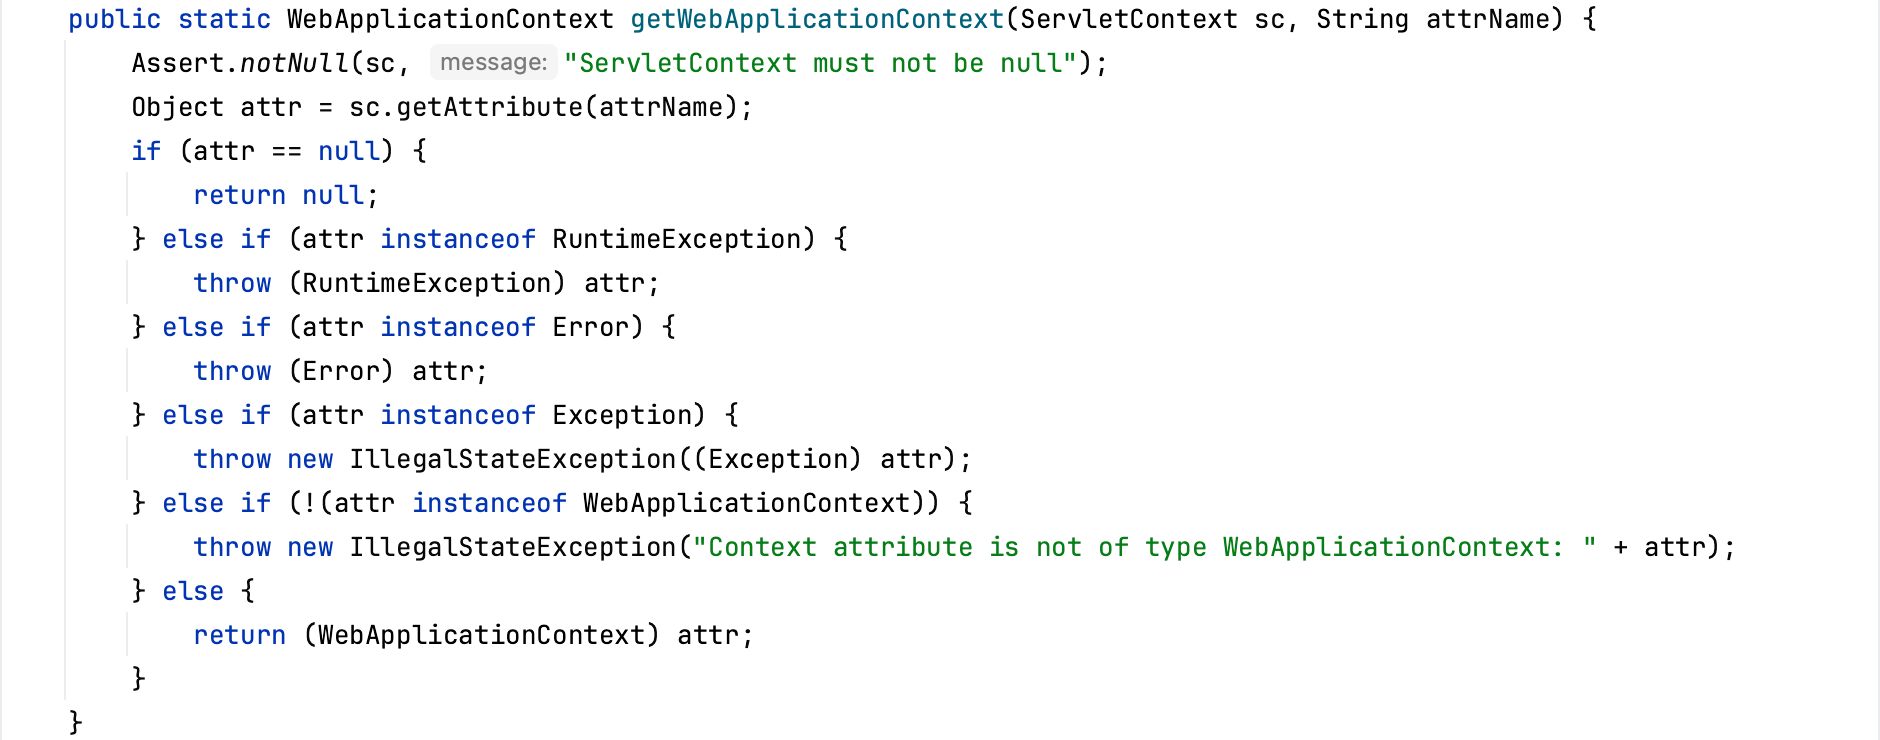 public static WebApplicationContext getWebApplicationContext(ServletContext sc, String attrName) {
    Assert.notNull(sc, message: "ServletContext must not be null");
    Object attr = sc.getAttribute(attrName);
    if (attr == null) {
        return null;
    } else if (attr instanceof RuntimeException) {
        throw (RuntimeException) attr;
    } else if (attr instanceof Error) {
        throw (Error) attr;
    } else if (attr instanceof Exception) {
        throw new IllegalStateException((Exception) attr);
    } else if (!(attr instanceof WebApplicationContext)) {
        throw new IllegalStateException("Context attribute is not of type WebApplicationContext: " + attr);
    } else {
        return (WebApplicationContext) attr;
    }
}